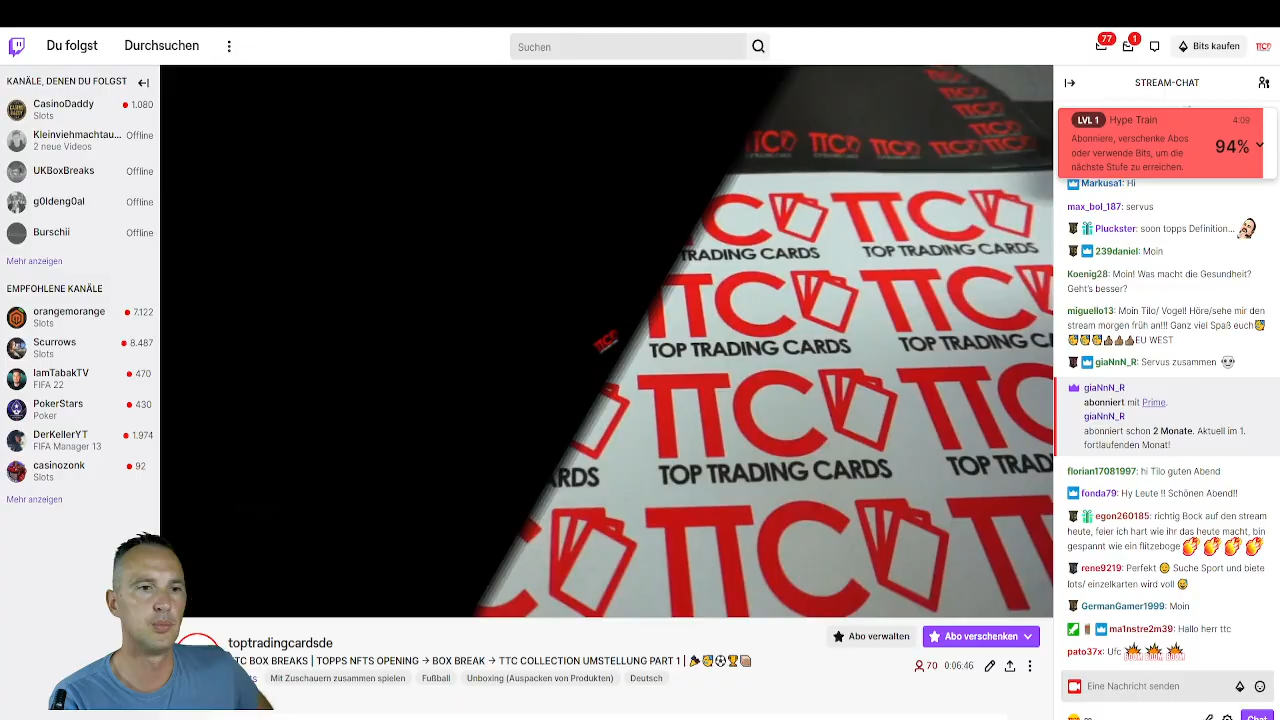 Du folgst
Durchsuchen
Suchen
77
1
Bits kaufen
TTC
KANÄLE, DENEN DU FOLGST
CasinoDaddy
1.080
Slots
Kleinviehmachtau...
Offline
2 neue Videos
UKBoxBreaks
Offline
g0ldeng0al
Offline
Burschii
Offline
Mehr anzeigen
EMPFOHLENE KANÄLE
orangemorange
7.122
Slots
Scurrows
8.487
Slots
IamTabakTV
470
FIFA 22
PokerStars
430
Poker
DerKellerYT
1.974
FIFA Manager 13
casinozonk
92
Slots
Mehr anzeigen
TTC
TTC
TTC
TTC
TTC
TTC
TRADING CARDS
TOP TRADING CARDS
TTC
TTC
TOP TRADING CARDS
TOP TRADING C
TTC
TTC
TOP TRADING CARDS
TOP TRAD
RDS
TTC
toptradingcardsde
TC BOX BREAKS | TOPPS NFTS OPENING → BOX BREAK → TTC COLLECTION UMSTELLUNG PART 1 |
Mit Zuschauern zusammen spielen
Fußball
Unboxing (Auspacken von Produkten)
Deutsch
Abo verwalten
Abo verschenken
70
0:06:46
STREAM-CHAT
LVL 1
Hype Train
4:09
Abonniere, verschenke Abos
oder verwende Bits, um die
nächste Stufe zu erreichen.
94%
Markusa1: Hi
max_bol_187: servus
Pluckster: soon topps Definition...
239daniel: Moin
Koenig28: Moin! Was macht die Gesundheit?
Geht's besser?
miguello13: Moin Tilo/ Vogel! Höre/sehe mir den
stream morgen früh an!! Ganz viel Spaß euch
EU WEST
giaNnN_R: Servus zusammen
giaNnN_R
abonniert mit Prime.
giaNnN_R
abonniert schon 2 Monate. Aktuell im 1.
fortlaufenden Monat!
florian17081997: hi Tilo guten Abend
fonda79: Hy Leute !! Schönen Abend!!
egon260185: richtig Bock auf den stream
heute, feier ich hart wie ihr das heute macht, bin
gespannt wie ein flitzeboge
rene9219: Perfekt Suche Sport und biete
lots/ einzelkarten wird voll
GermanGamer1999: Moin
ma1nster2n39: Hallo herr ttc
pato37x: Ufc
Eine Nachricht senden
Chat